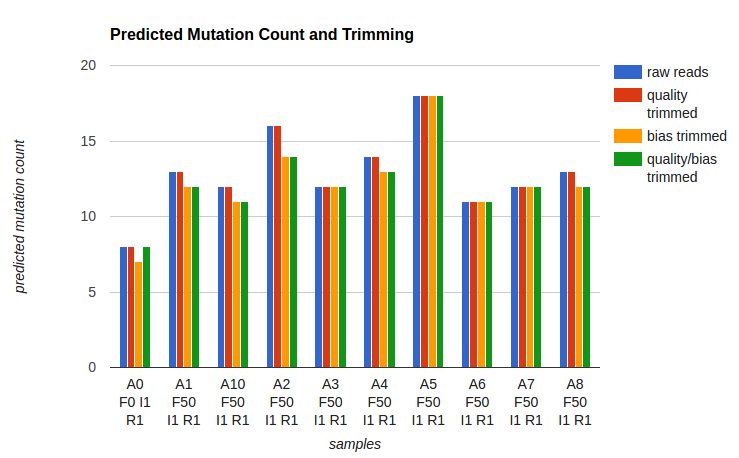 Predicted Mutation Count and Trimming
predicted mutation count
20
15
10
5
0
raw reads
quality
trimmed
bias trimmed
quality/bias
trimmed
A0 A1 A10 A2 A3 A4 A5 A6 A7 A8
F0 I1 F50 F50 F50 F50 F50 F50 F50 F50 F50
R1 I1 R1 I1 R1 I1 R1 I1 R1 I1 R1 I1 R1 I1 R1 I1 R1 I1 R1
samples